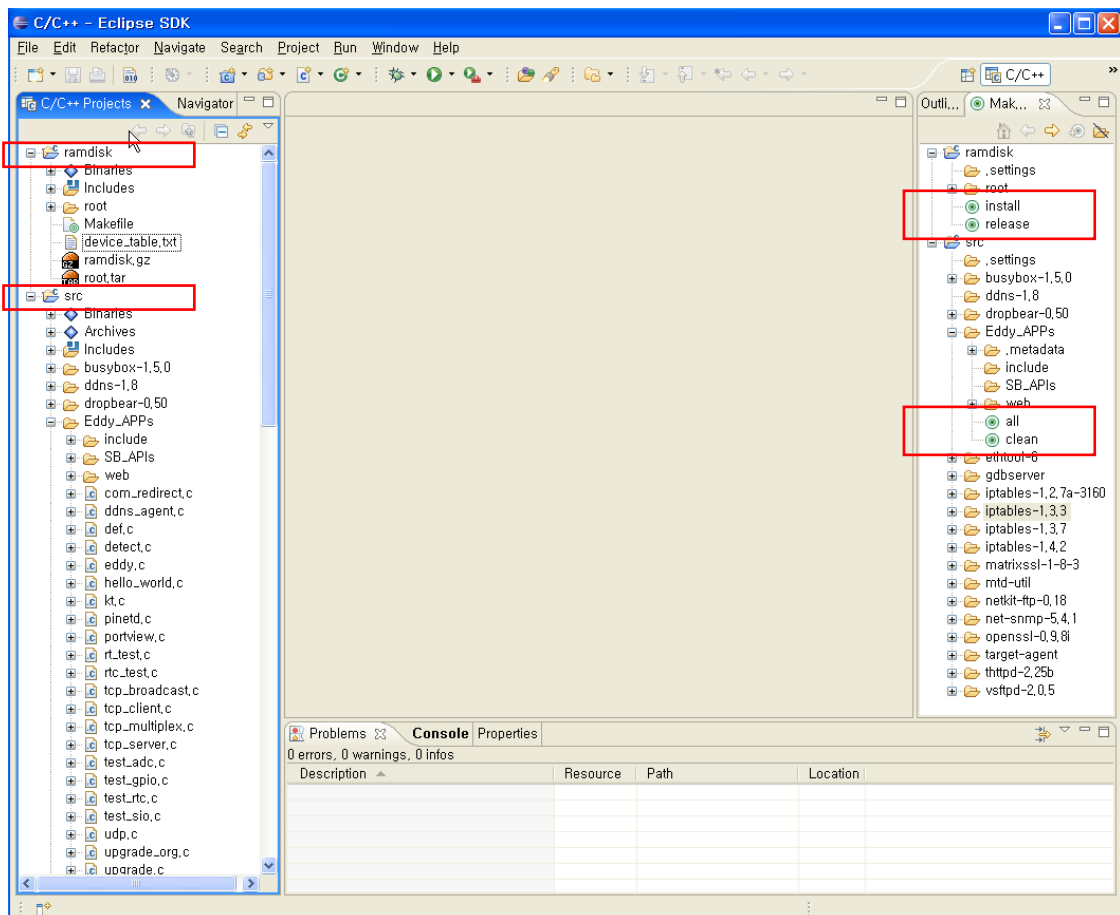 C/C++ - Eclipse SDK
File Edit Refactor Navigate Search Project Run Window Help
C/C++
»
C/C++ Projects
Navigator
ramdisk
Binaries
Includes
root
Makefile
device_table,txt
ramdisk,gz
root,tar
src
Binaries
Archives
Includes
busybox-1,5,0
ddns-1,8
dropbear-0,50
Eddy_APPs
include
SB_APIs
web
com_redirect,c
ddns_agent,c
def,c
detect,c
eddy,c
hello_world,c
kt,c
pinetd,c
portview,c
rt_test,c
rtc_test,c
tcp_broadcast,c
tcp_client,c
tcp_multiplex,c
tcp_server,c
test_adc,c
test_gpio,c
test_rtc,c
test_sio,c
udp,c
upgrade_org,c
upgrade,c
Problems
Console
Properties
0 errors, 0 warnings, 0 infos
Description Resource Path Location
Outli...
Mak...
ramdisk
,settings
root
install
release
src
,settings
busybox-1,5,0
ddns-1,8
dropbear-0,50
Eddy_APPs
,metadata
include
SB_APIs
web
all
clean
ethtool-6
gdbserver
iptables-1,2,7a-3160
iptables-1,3,3
iptables-1,3,7
iptables-1,4,2
matrixssl-1-8-3
mtd-util
netkit-ftp-0,18
net-snmp-5,4,1
openssl-0,9,8i
target-agent
thttpd-2,25b
vsftpd-2,0,5